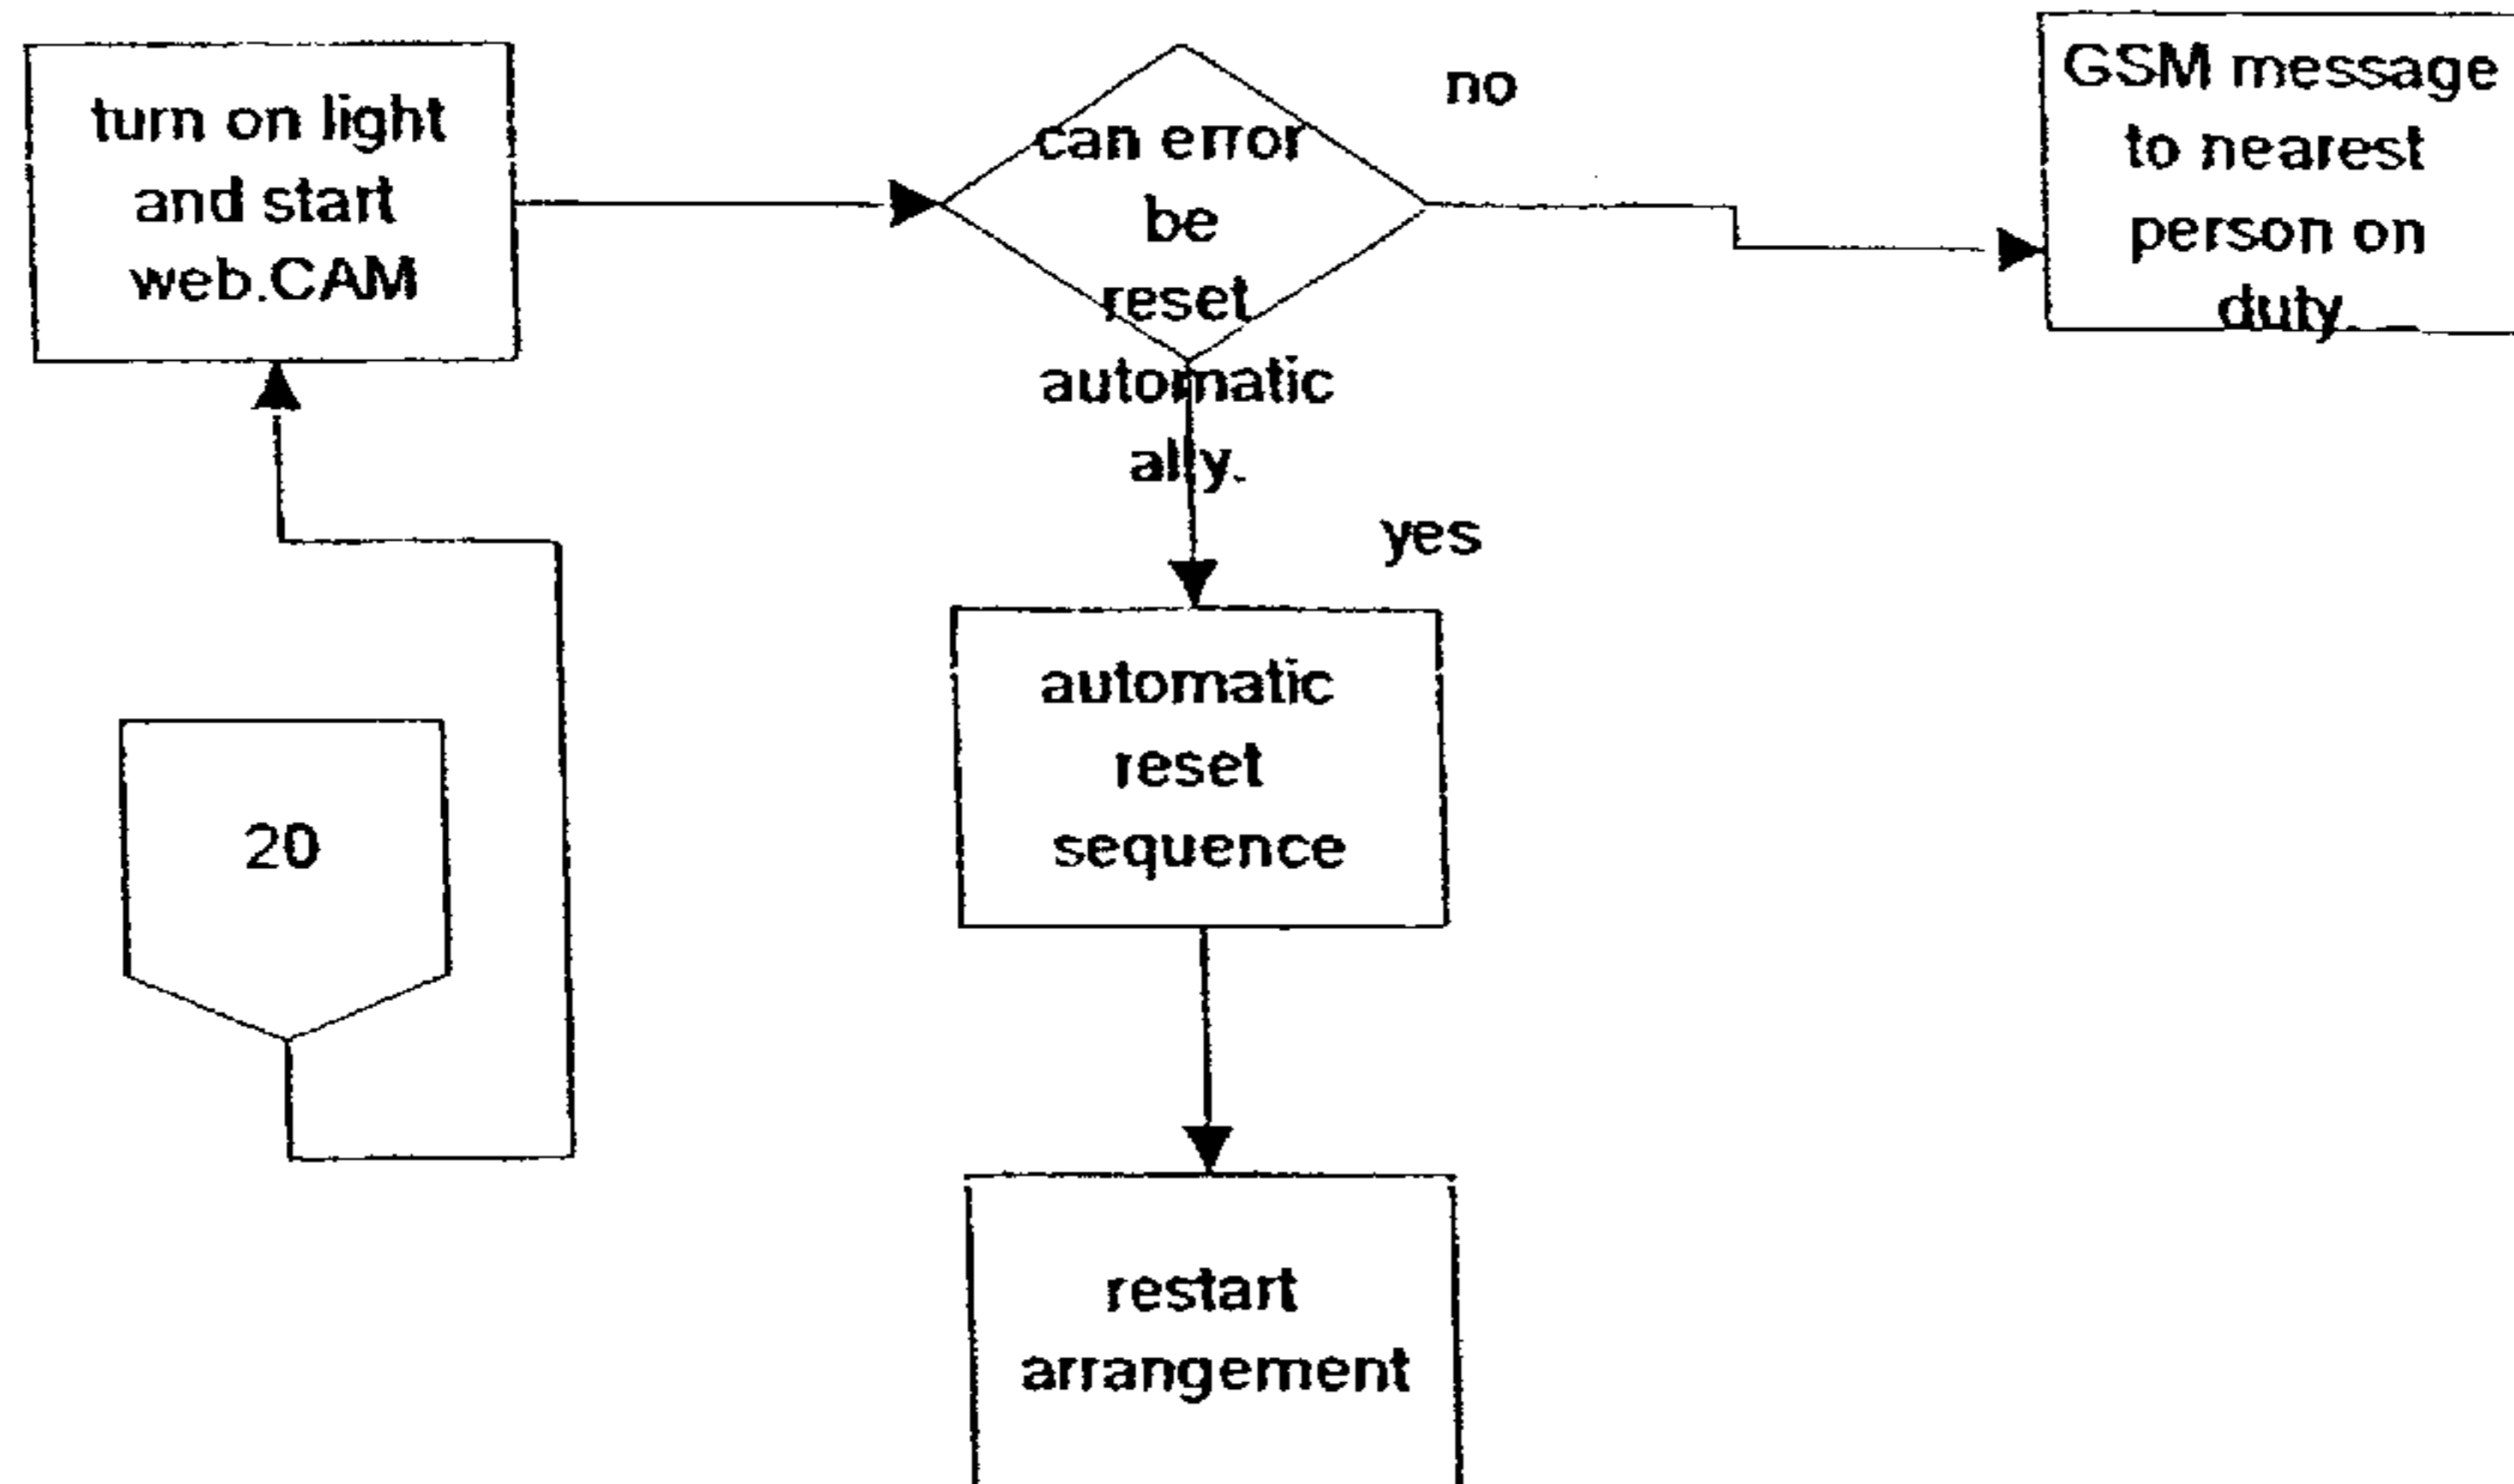 turn on light
and start
web.CAM
can error
be
reset
automatic
ally.
no
GSM message
to nearest
person on
duty
yes
automatic
reset
sequence
20
restart
arrangement